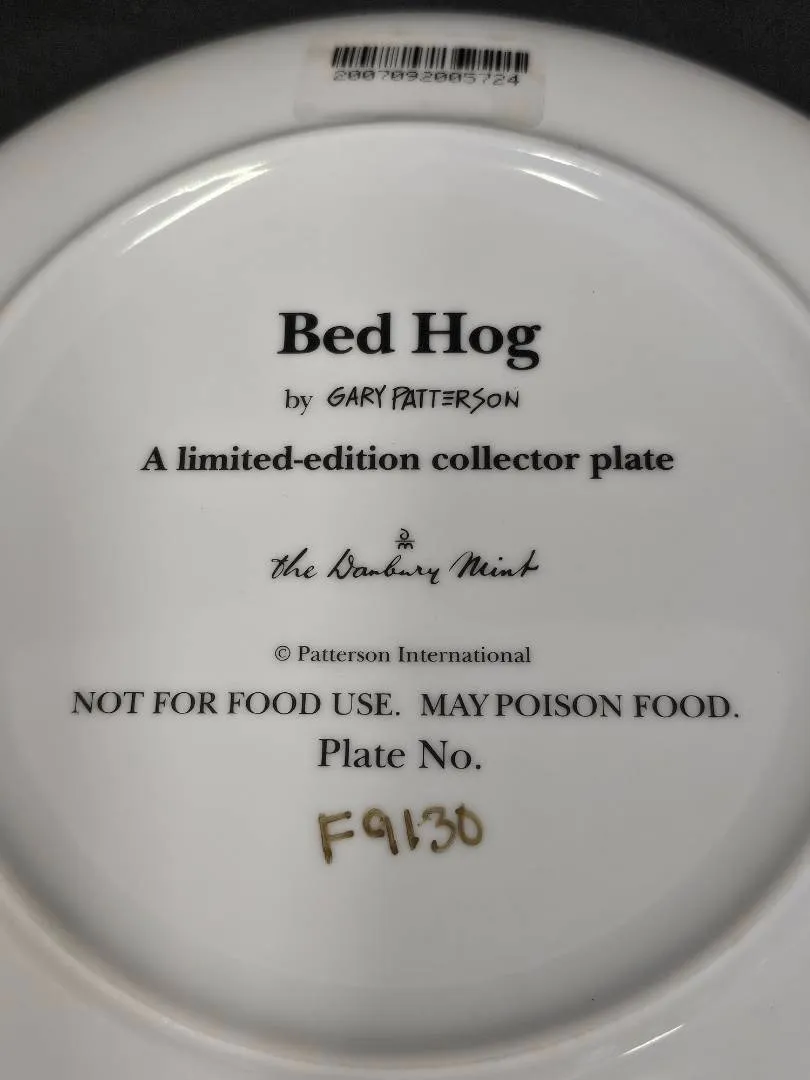 2007092005724
Bed Hog
by GARY PATTERSON
A limited-edition collector plate
the Danbury Mint
© Patterson International
NOT FOR FOOD USE. MAY POISON FOOD.
Plate No.
F9130